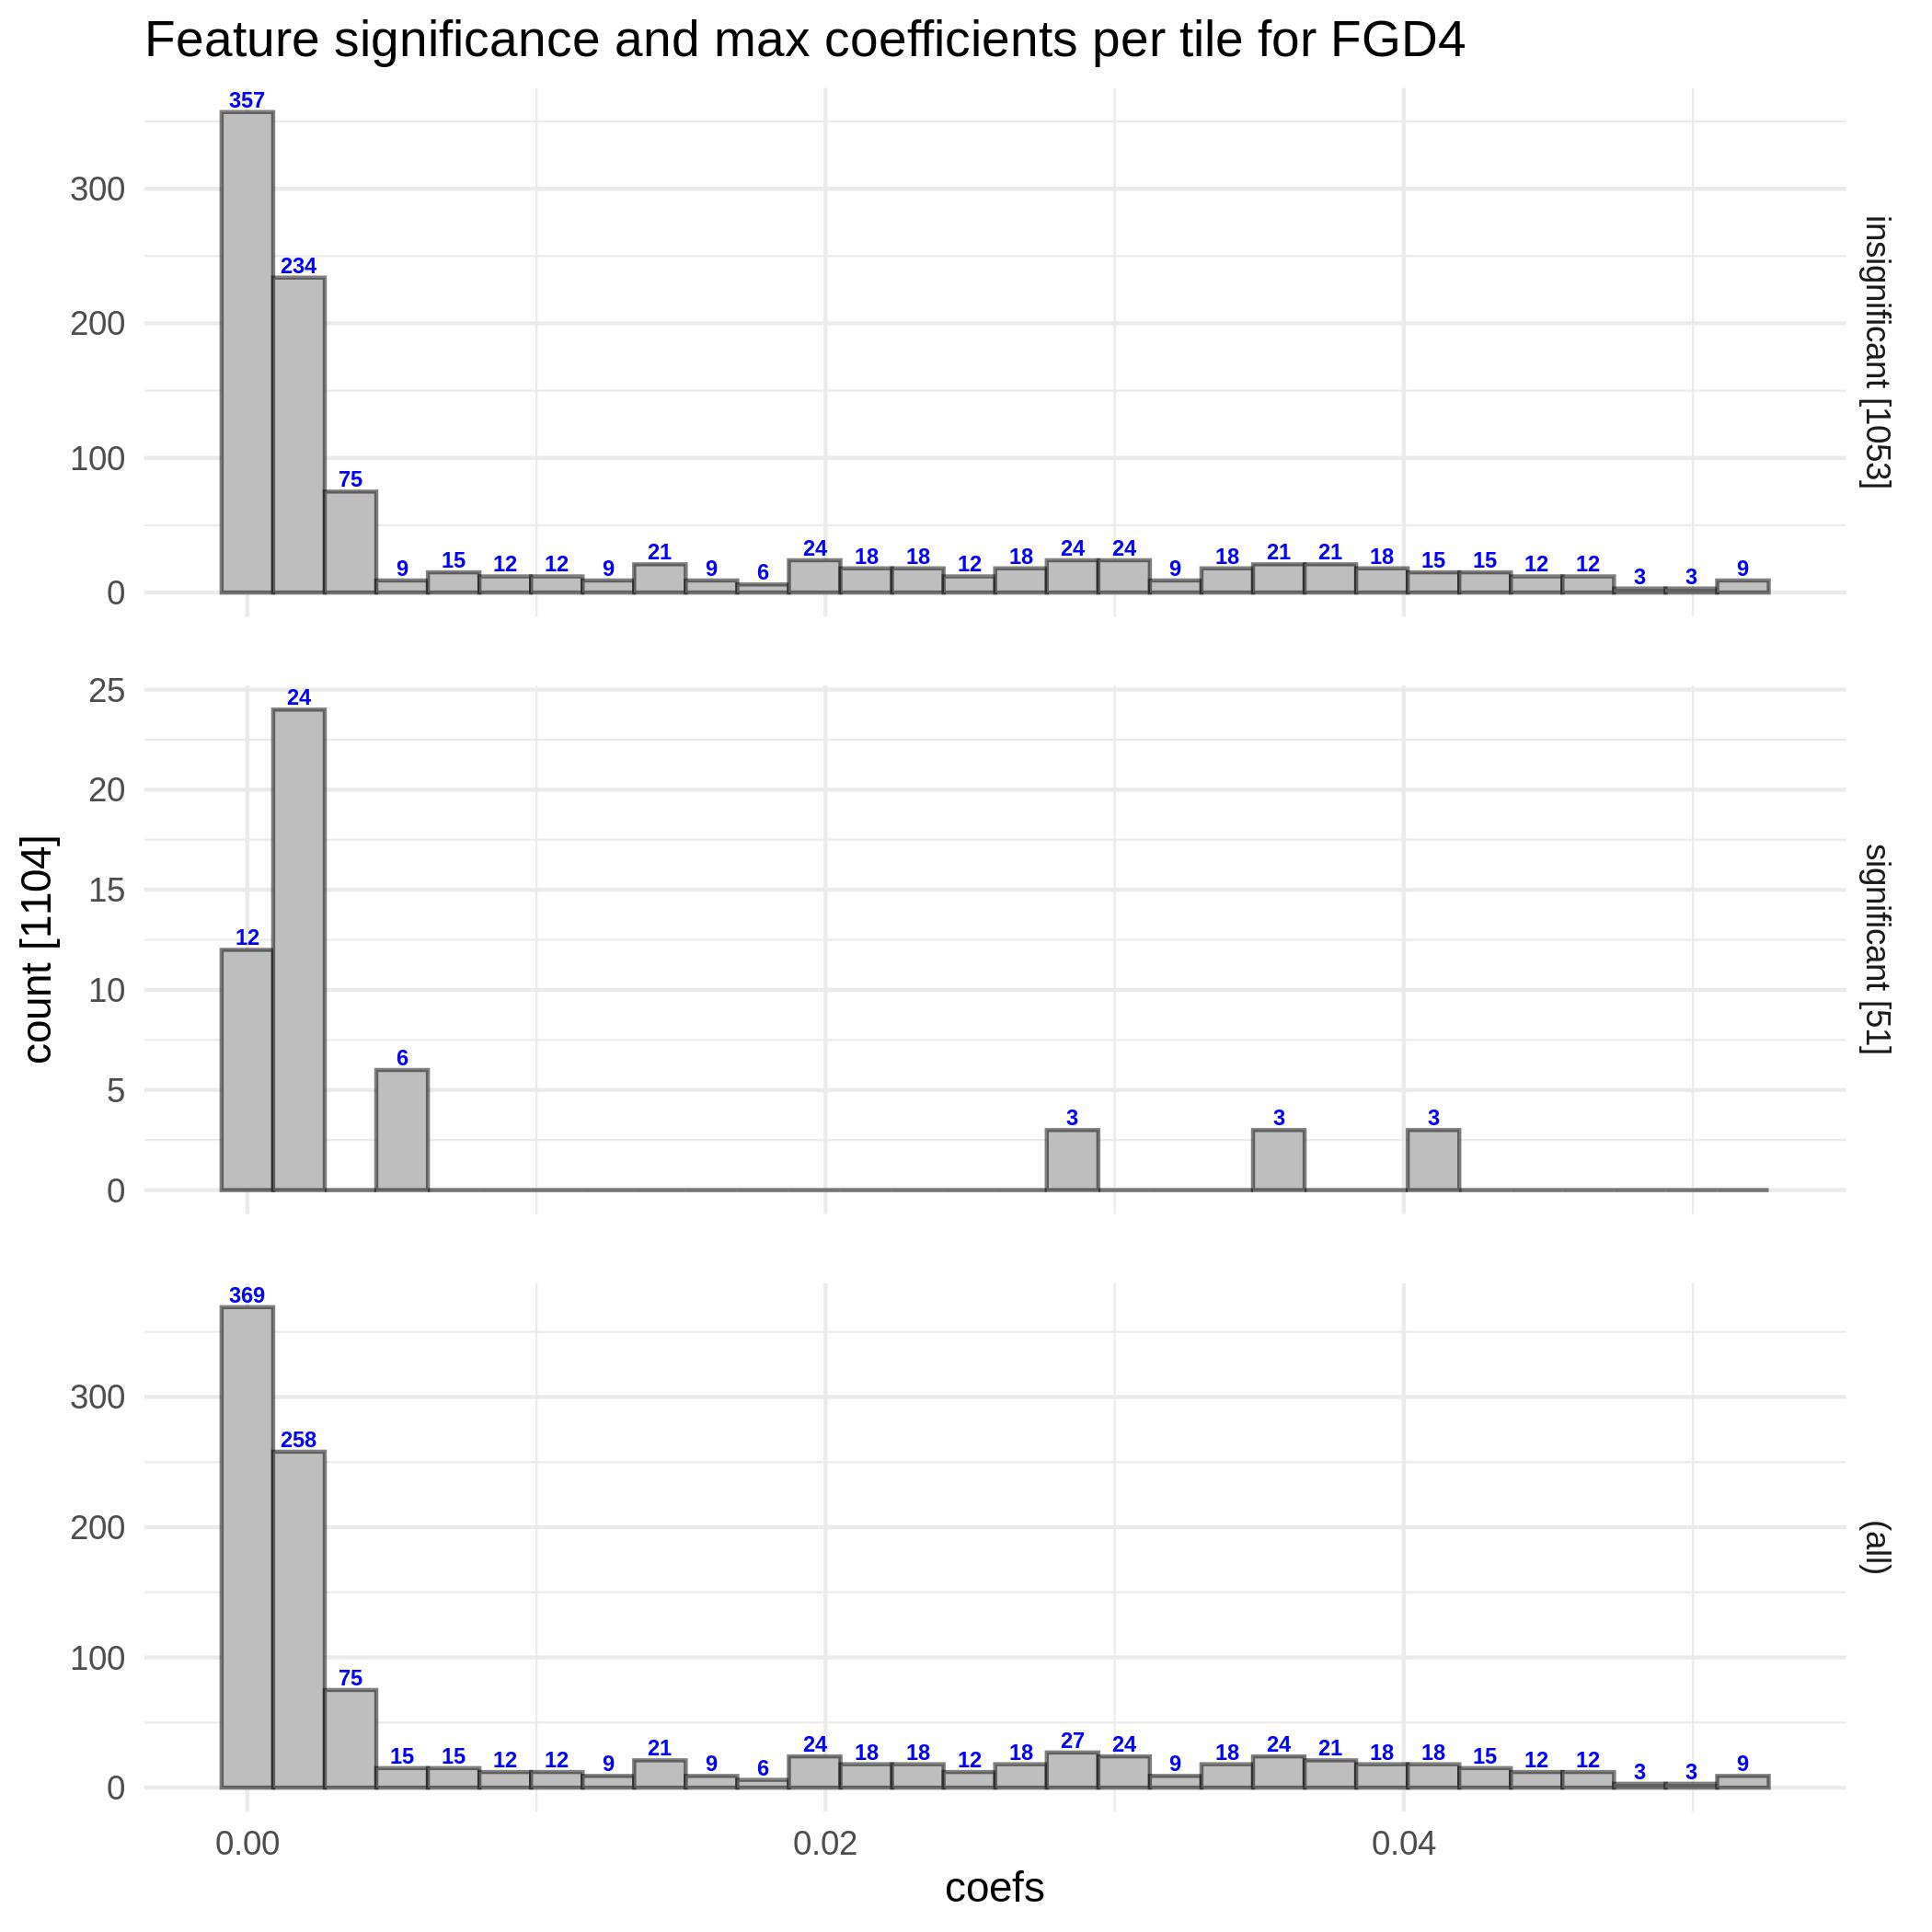 Feature significance and max coefficients per tile for FGD4
357
234
75
9 15 12 12 9 21 9 6 24 18 18 12 18 24 24 9 18 21 21 18 15 15 12 12 3 3 9
300
200
100
0
insignificant [1053]
24
12
6
3 3 3
25
20
15
10
5
0
significant [51]
count [1104]
369
258
75
15 15 12 12 9 21 9 6 24 18 18 12 18 27 24 9 18 24 21 18 18 15 12 12 3 3 9
300
200
100
0
(all)
0.00 0.02 0.04
coefs